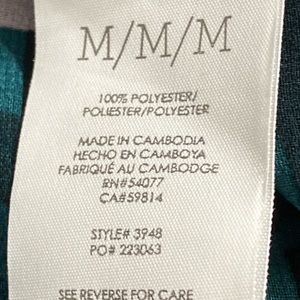 M/M/M
100% POLYESTER/
POLIESTER/POLYESTER
MADE IN CAMBODIA
HECHO EN CAMBOYA
FABRIQUÉ AU CAMBODGE
RN#54077
CA#59814
STYLE# 3948
PO# 223063
SEE REVERSE FOR CARE